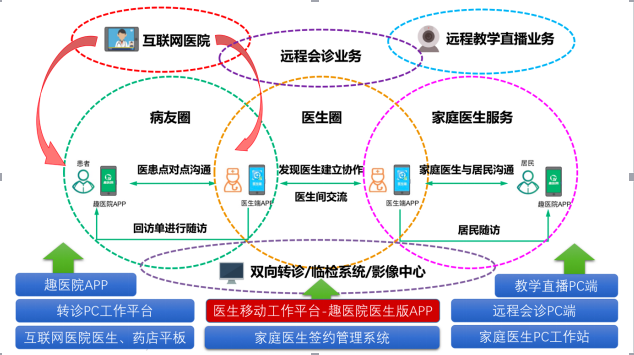 互联网医院
远程会诊业务
远程教学直播业务
病友圈
医生圈
家庭医生服务
患者
医患点对点沟通
发现医生建立协作
家庭医生与居民沟通
居民
趣医院APP
医生端APP
医生间交流
医生端APP
趣医院APP
回访单进行随访
居民随访
双向转诊/临检系统/影像中心
趣医院APP
教学直播PC端
转诊PC工作平台
医生移动工作平台-趣医院医生版APP
远程会诊PC端
互联网医院医生、药店平板
家庭医生签约管理系统
家庭医生PC工作站